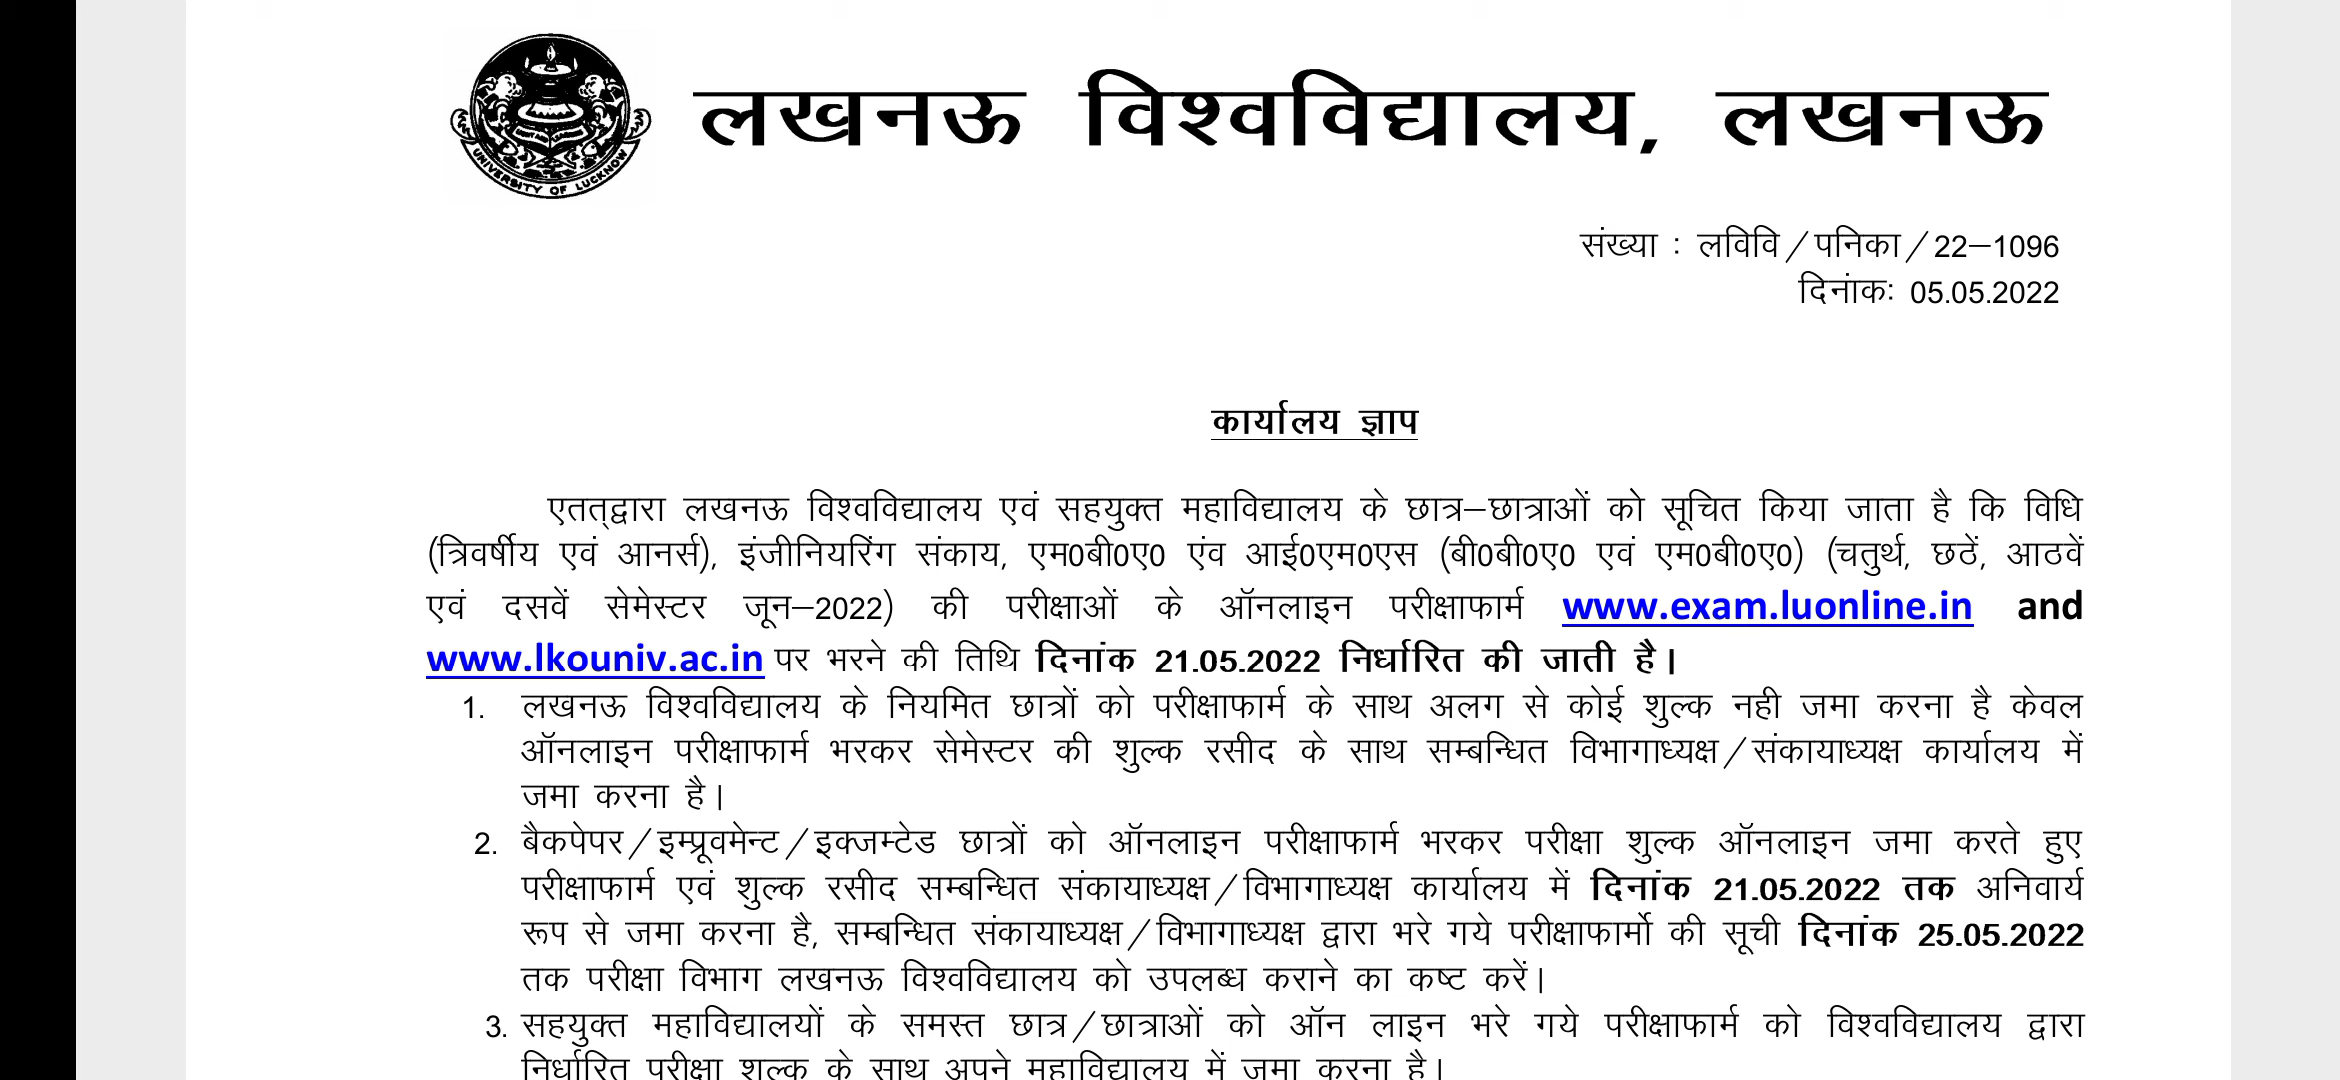 UNIVERSITY OF LUCKNOW
लखनऊ विश्वविद्यालय, लखनऊ
संख्या : लविवि/पनिका/22–1096
दिनांकः 05.05.2022
कार्यालय ज्ञाप
एतत्द्वारा लखनऊ विश्वविद्यालय एवं सहयुक्त महाविद्यालय के छात्र–छात्राओं को सूचित किया जाता है कि विधि
(त्रिवर्षीय एवं आनर्स), इंजीनियरिंग संकाय, एम0बी0ए0 एंव आई0एम0एस (बी0बी0ए0 एवं एम0बी0ए0) (चतुर्थ, छठें, आठवें
एवं दसवें सेमेस्टर जून–2022) की परीक्षाओं के ऑनलाइन परीक्षाफार्म www.exam.luonline.in and
www.lkouniv.ac.in पर भरने की तिथि दिनांक 21.05.2022 निर्धारित की जाती है।
1. लखनऊ विश्वविद्यालय के नियमित छात्रों को परीक्षाफार्म के साथ अलग से कोई शुल्क नही जमा करना है केवल
ऑनलाइन परीक्षाफार्म भरकर सेमेस्टर की शुल्क रसीद के साथ सम्बन्धित विभागाध्यक्ष/संकायाध्यक्ष कार्यालय में
जमा करना है।
2. बैकपेपर/इम्प्रूवमेन्ट/इक्जम्टेड छात्रों को ऑनलाइन परीक्षाफार्म भरकर परीक्षा शुल्क ऑनलाइन जमा करते हुए
परीक्षाफार्म एवं शुल्क रसीद सम्बन्धित संकायाध्यक्ष/विभागाध्यक्ष कार्यालय में दिनांक 21.05.2022 तक अनिवार्य
रूप से जमा करना है, सम्बन्धित संकायाध्यक्ष/विभागाध्यक्ष द्वारा भरे गये परीक्षाफार्मो की सूची दिनांक 25.05.2022
तक परीक्षा विभाग लखनऊ विश्वविद्यालय को उपलब्ध कराने का कष्ट करें।
3. सहयुक्त महाविद्यालयों के समस्त छात्र/छात्राओं को ऑन लाइन भरे गये परीक्षाफार्म को विश्वविद्यालय द्वारा
निर्धारित परीक्षा शुल्क के साथ अपने महाविद्यालय में जमा करना है।